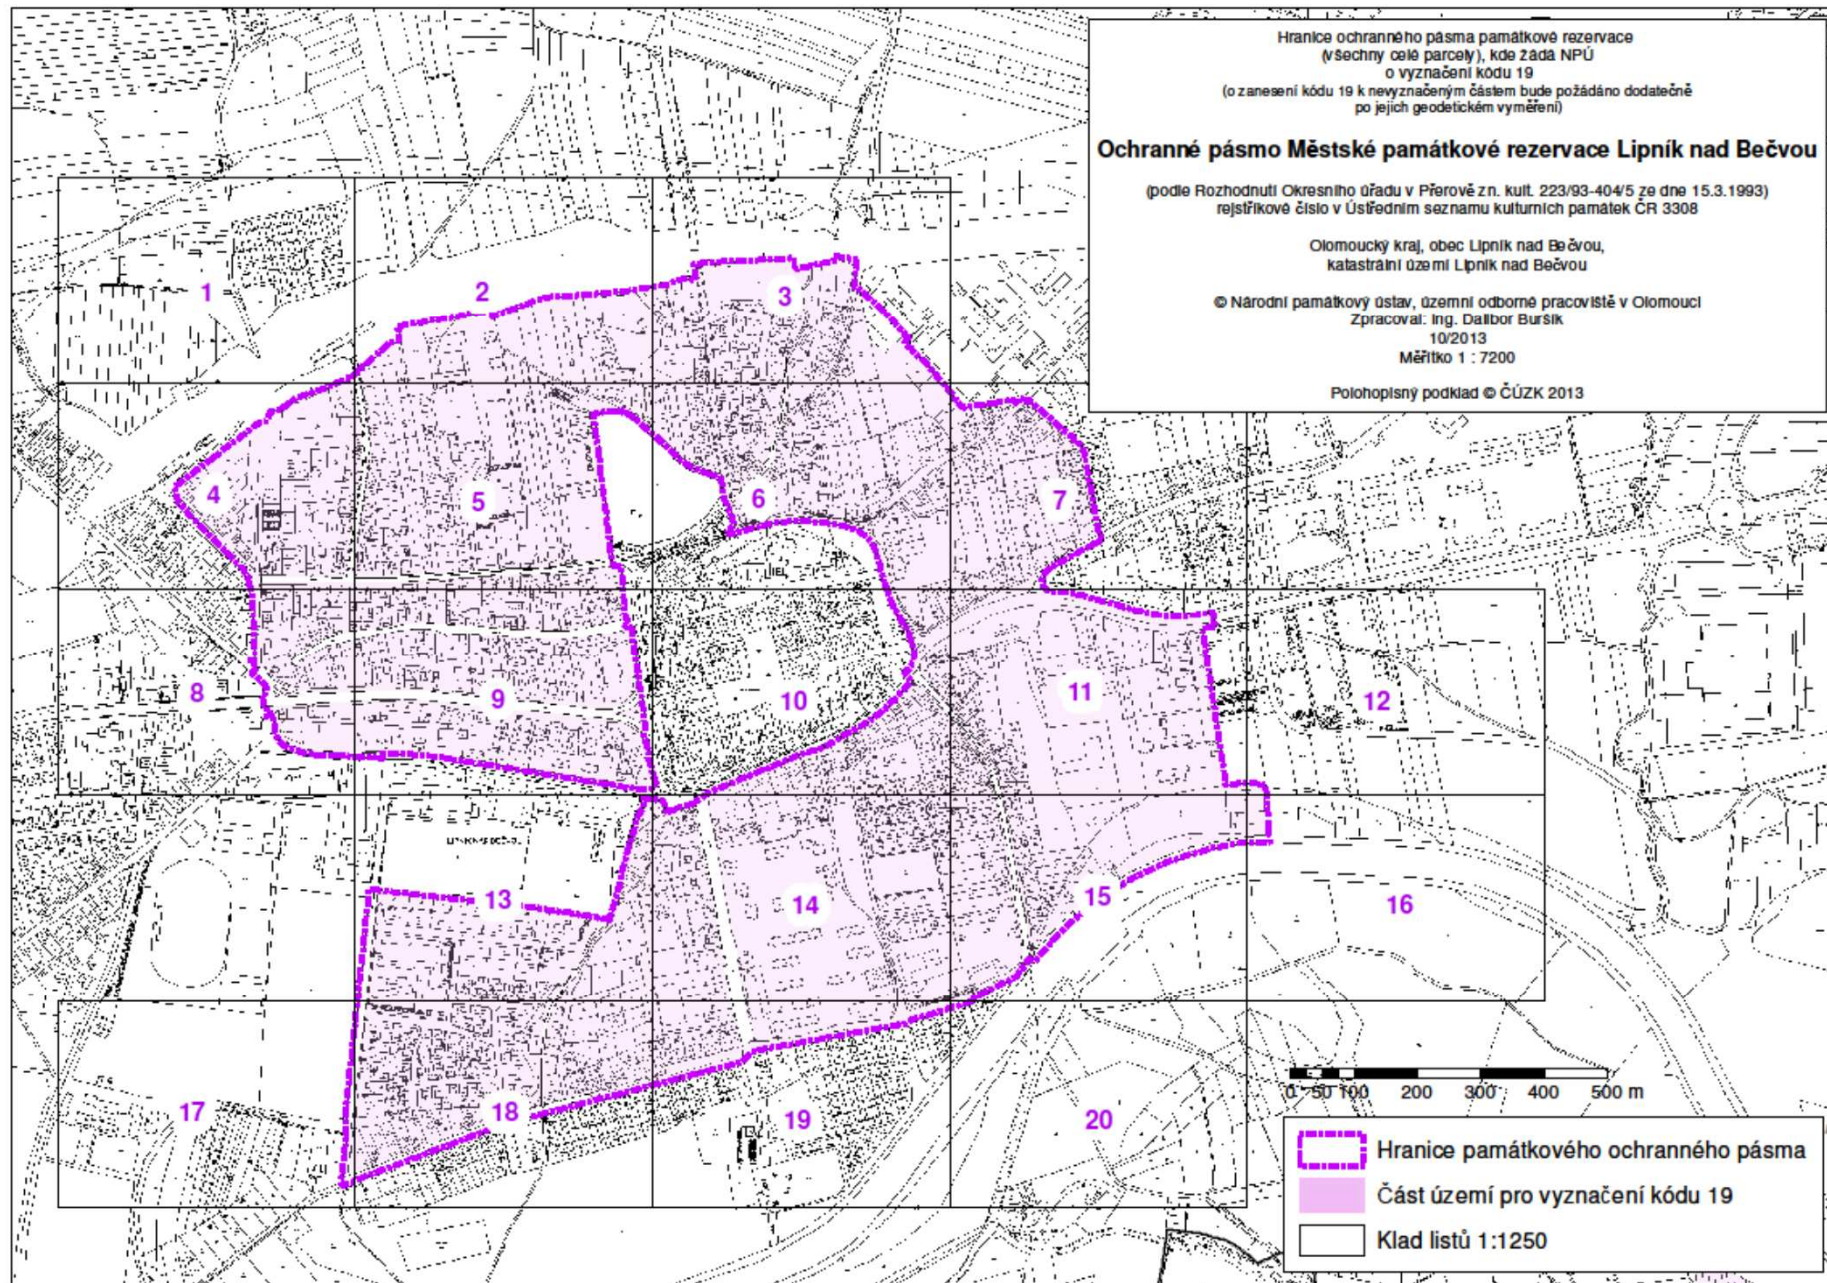 Hranice ochranného pásma památkové rezervace
(všechny celé parcely), kde žádá NPÚ
o vyznačení kódu 19
(o zanesení kódu 19 k nevyznačeným částem bude požádáno dodatečně
po jejich geodetickém vyměření)
Ochranné pásmo Městské památkové rezervace Lipník nad Bečvou
(podle Rozhodnutí Okresního úřadu v Přerově zn. kult. 223/93-404/5 ze dne 15.3.1993)
rejstříkové číslo v Ústředním seznamu kulturních památek ČR 3308
Olomoucký kraj, obec Lipník nad Bečvou,
katastrální území Lipník nad Bečvou
© Národní památkový ústav, územní odborné pracoviště v Olomouci
Zpracoval: Ing. Dalibor Buršík
10/2013
Měřítko 1 : 7200
Polohopisný podklad © ČÚZK 2013
1
2
3
4
5
6
7
8
9
10
11
12
13
14
15
16
17
18
19
20
0 50 100 200 300 400 500 m
Hranice památkového ochranného pásma
Část území pro vyznačení kódu 19
Klad listů 1:1250